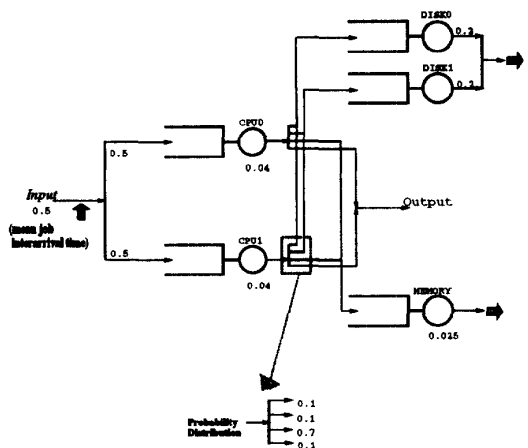 DISK0
0.2
DISK1
0.2
CPU0
0.5
0.04
Input
0.5
Output
(mean job
interarrival time)
0.5
CPU1
0.04
MEMORY
0.025
Probability
Distribution
0.1
0.1
0.7
0.1